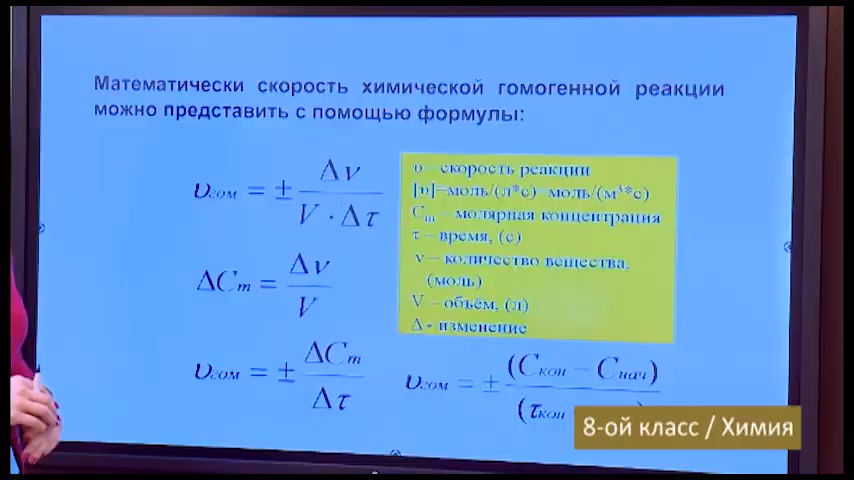 Математически скорость химической гомогенной реакции
можно представить с помощью формулы:
υгом = ± Δν / (V · Δτ)
ΔCm = Δν / V
υгом = ± ΔCm / Δτ
υ – скорость реакции
[υ]=моль/(л*с)=моль/(м³*с)
Cm – молярная концентрация
τ – время, (с)
ν – количество вещества,
(моль)
V – объём, (л)
Δ - изменение
υгом = ± (Cкон − Cнач) / (τкон
8-ой класс / Химия